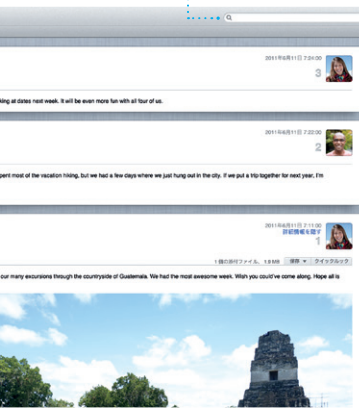 2011年8月11日 7:24:00
3
king at dates next week. It will be even more fun with all four of us.
2011年8月11日 7:22:00
2
pent most of the vacation hiking, but we had a few days where we just hung out in the city. If we put a trip together for next year, I'm
2011年8月11日 7:11:00
詳細情報を隠す
1
1 個の添付ファイル、 1.8 MB 保存 クイックルック
our many excursions through the countryside of Guatemala. We had the most awesome week. Wish you could've come along. Hope all is